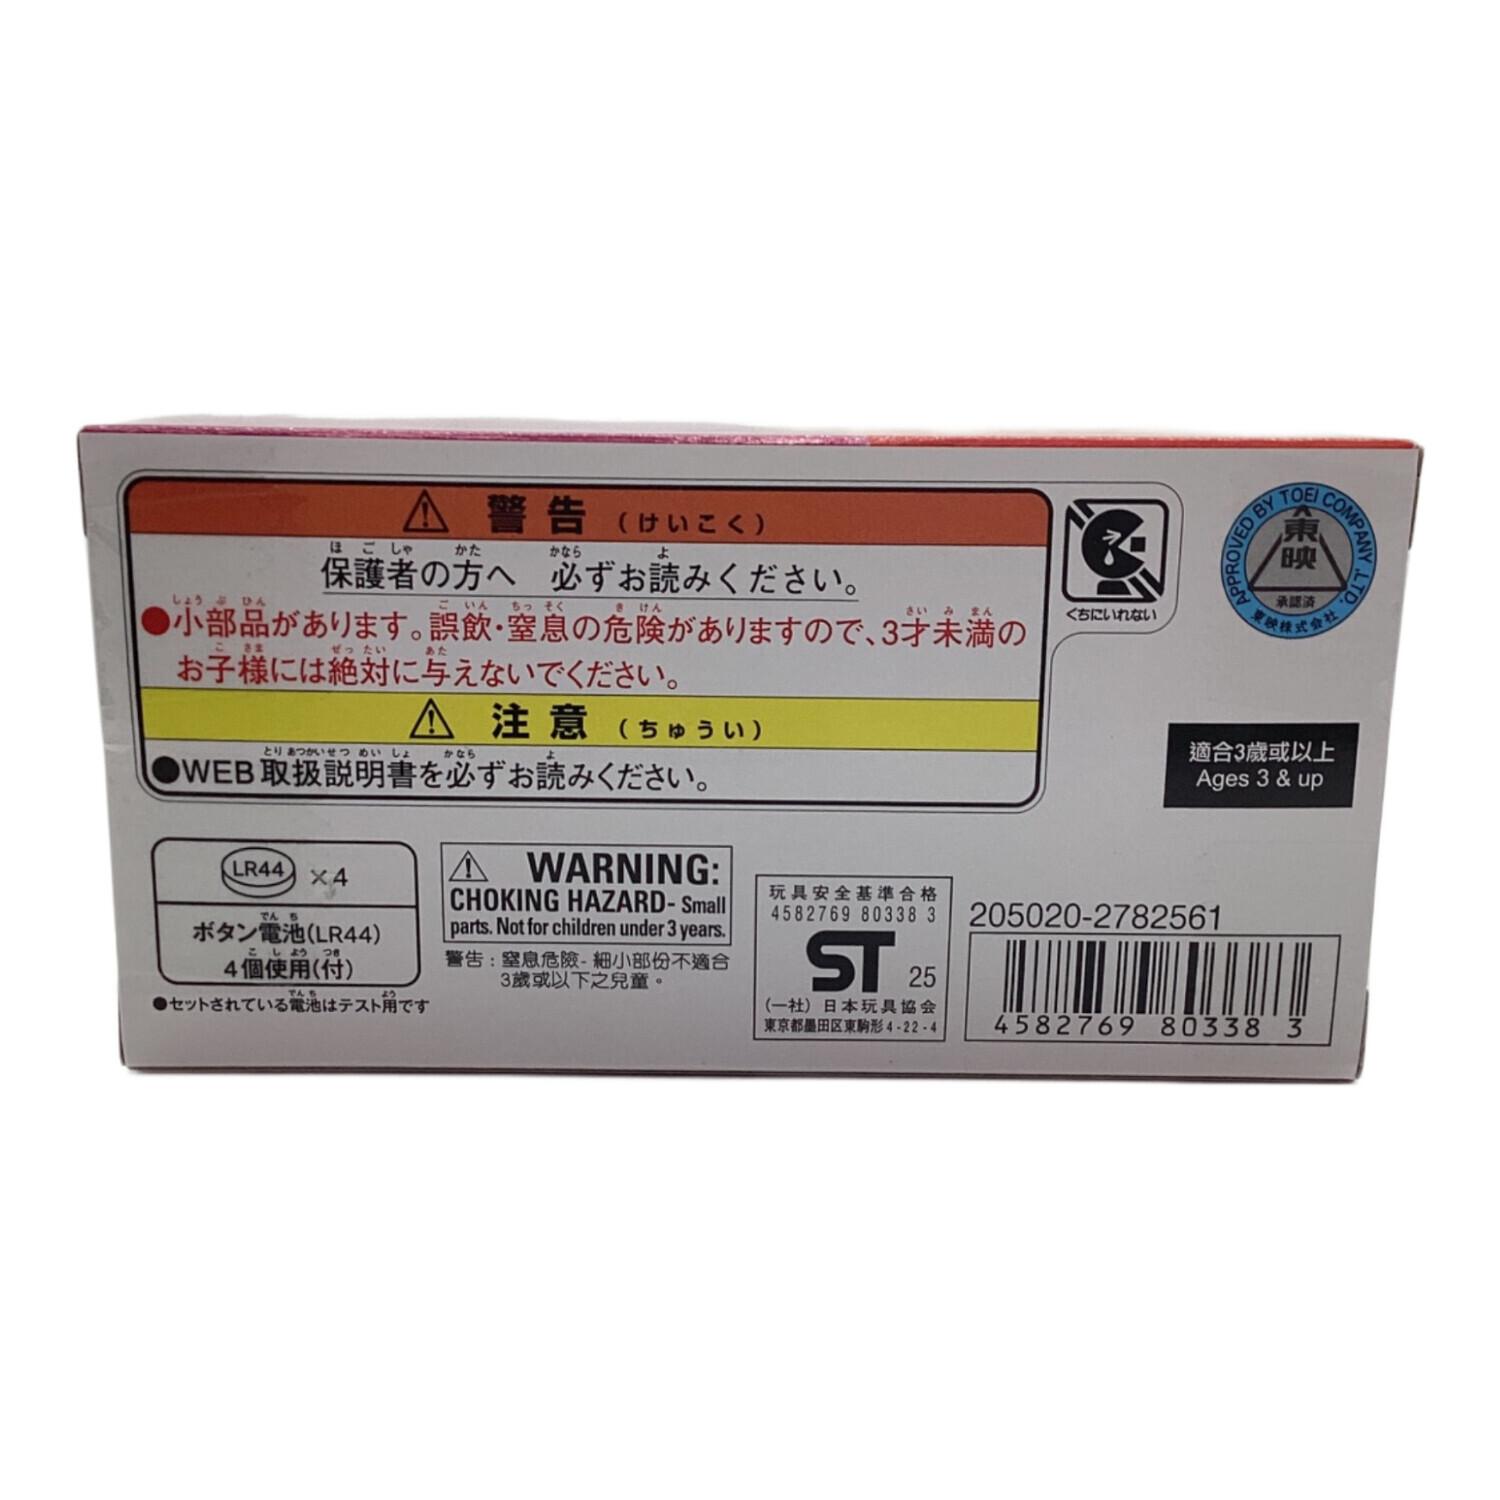 警告（けいこく）
保護者の方へ 必ずお読みください。
●小部品があります。誤飲・窒息の危険がありますので、3才未満の
お子様には絶対に与えないでください。
注意（ちゅうい）
●WEB取扱説明書を必ずお読みください。
くちにいれない
APPROVED BY TOEI COMPANY, LTD.
東映
承認済
東映株式会社
適合3歲或以上
Ages 3 & up
LR44 ×4
ボタン電池(LR44)
4個使用(付)
●セットされている電池はテスト用です
WARNING:
CHOKING HAZARD- Small
parts. Not for children under 3 years.
警告：窒息危險-細小部份不適合
3歲或以下之兒童。
玩具安全基準合格
4582769 80338 3
ST 25
(一社) 日本玩具協会
東京都墨田区東駒形4-22-4
205020-2782561
4582769 80338 3